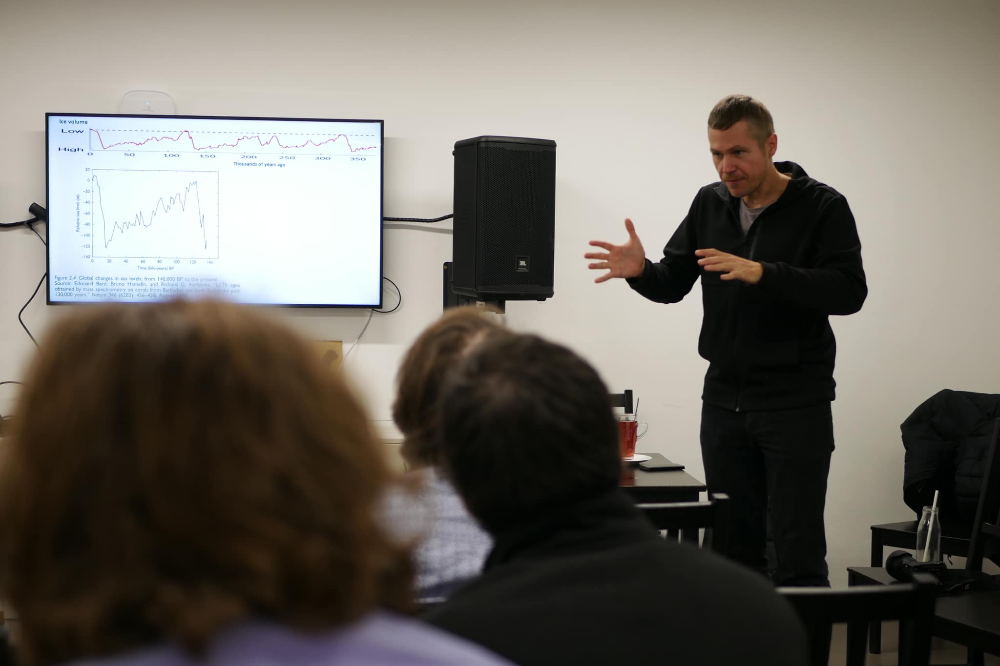 Ice volume
Low
High
0 50 100 150 200 250 300 350
Thousands of years ago
20
0
-20
-40
-60
-80
-100
-120
-140
Relative sea level (m)
0 20 40 60 80 100 120 140
Time (kilo-years) BP
Figure 2.4 Global changes in sea levels, from 140,000 BP to the present
Source: Edouard Bard, Bruno Hamelin, and Richard G. Fairbanks, "U-Th ages
obtained by mass spectrometry on corals from Barbados: sea level during the past
130,000 years," Nature 346 (6283) 456–458, August 1990
JBL